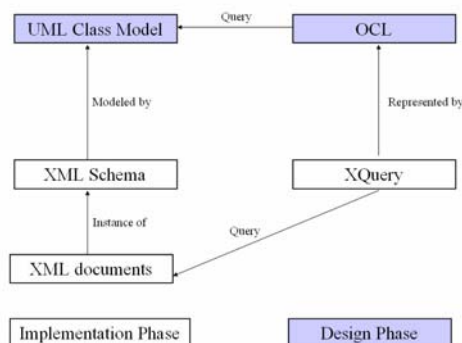 UML Class Model
Query
OCL
Modeled by
Represented by
XML Schema
XQuery
Instance of
Query
XML documents
Implementation Phase
Design Phase